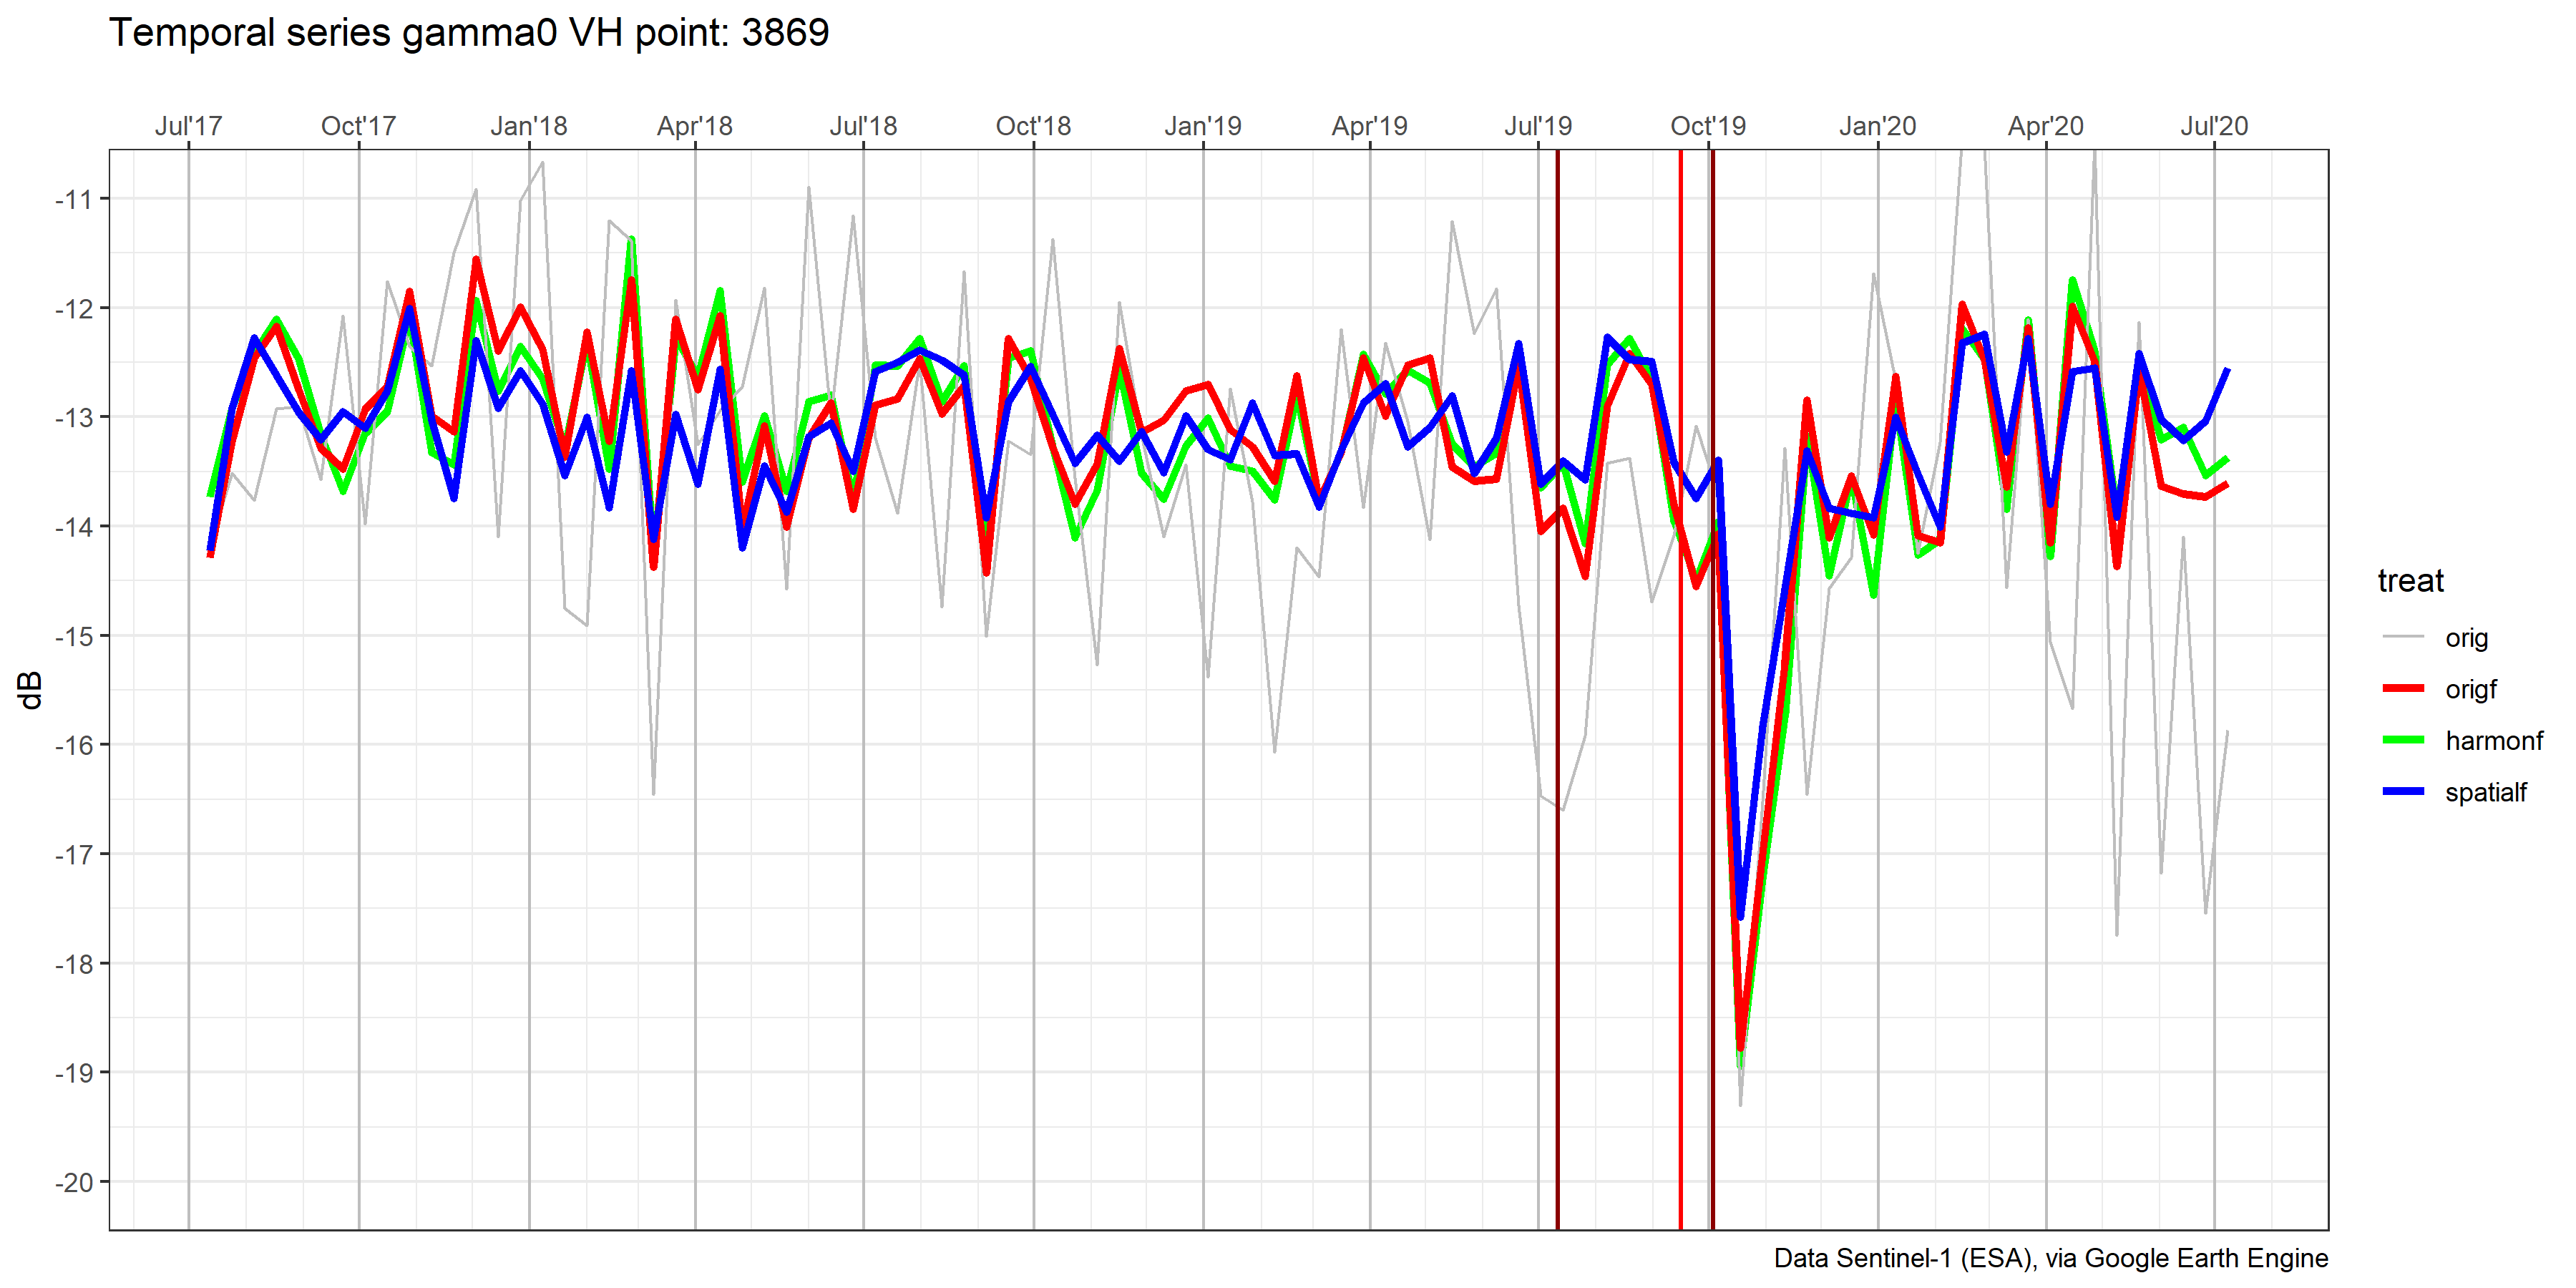 Temporal series gamma0 VH point: 3869
Jul'17 Oct'17 Jan'18 Apr'18 Jul'18 Oct'18 Jan'19 Apr'19 Jul'19 Oct'19 Jan'20 Apr'20 Jul'20
-11
-12
-13
-14
-15
-16
-17
-18
-19
-20
dB
treat
orig
origf
harmonf
spatialf
Data Sentinel-1 (ESA), via Google Earth Engine